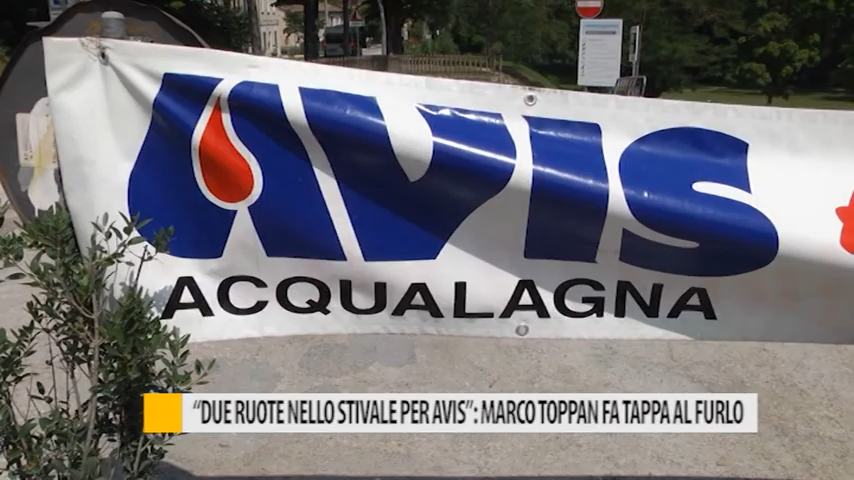 AVIS
ACQUALAGNA
"DUE RUOTE NELLO STIVALE PER AVIS": MARCO TOPPAN FA TAPPA AL FURLO